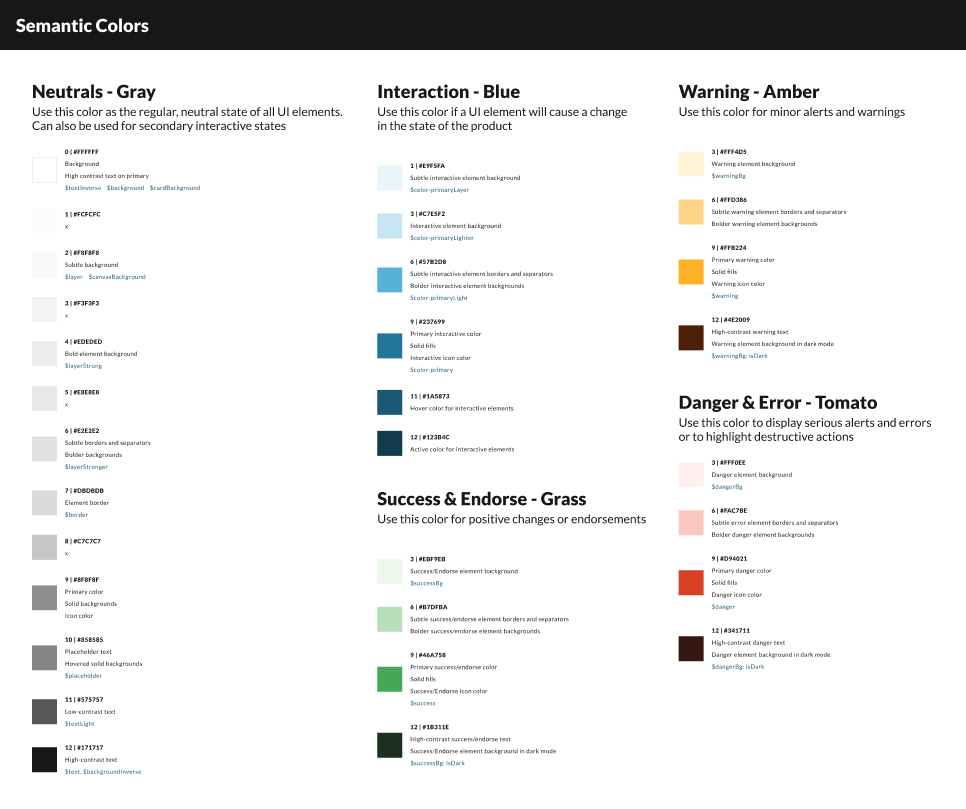 Semantic Colors
Neutrals - Gray
Use this color as the regular, neutral state of all UI elements.
Can also be used for secondary interactive states
0 | #FFFFFF
Background
High contrast text on primary
$textInverse $background $cardBackground
1 | #FCFCFC
x
2 | #F8F8F8
Subtle background
$layer $canvasBackground
3 | #F3F3F3
x
4 | #EDEDED
Bold element background
$layerStrong
5 | #E8E8E8
x
6 | #E2E2E2
Subtle borders and separators
Bolder backgrounds
$layerStronger
7 | #DBDBDB
Element border
$border
8 | #C7C7C7
x
9 | #8F8F8F
Primary color
Solid backgrounds
Icon color
10 | #858585
Placeholder text
Hovered solid backgrounds
$placeholder
11 | #575757
Low-contrast text
$textLight
12 | #171717
High-contrast text
$text, $backgroundInverse
Interaction - Blue
Use this color if a UI element will cause a change
in the state of the product
1 | #E9F5FA
Subtle interactive element background
$color-primaryLayer
3 | #C7E5F2
Interactive element background
$color-primaryLighter
6 | #57B2D8
Subtle interactive element borders and separators
Bolder interactive element backgrounds
$color-primaryLight
9 | #237699
Primary interactive color
Solid fills
Interactive icon color
$color-primary
11 | #1A5873
Hover color for interactive elements
12 | #123B4C
Active color for interactive elements
Success & Endorse - Grass
Use this color for positive changes or endorsements
3 | #EBF9EB
Success/Endorse element background
$successBg
6 | #B7DFBA
Subtle success/endorse element borders and separators
Bolder success/endorse element backgrounds
9 | #46A758
Primary success/endorse color
Solid fills
Success/Endorse icon color
$success
12 | #1B311E
High-contrast success/endorse text
Success/Endorse element background in dark mode
$successBg: isDark
Warning - Amber
Use this color for minor alerts and warnings
3 | #FFF4D5
Warning element background
$warningBg
6 | #FFD386
Subtle warning element borders and separators
Bolder warning element backgrounds
9 | #FFB224
Primary warning color
Solid fills
Warning icon color
$warning
12 | #4E2009
High-contrast warning text
Warning element background in dark mode
$warningBg: isDark
Danger & Error - Tomato
Use this color to display serious alerts and errors
or to highlight destructive actions
3 | #FFF0EE
Danger element background
$dangerBg
6 | #FAC7BE
Subtle error element borders and separators
Bolder danger element backgrounds
9 | #D94021
Primary danger color
Solid fills
Danger icon color
$danger
12 | #341711
High-contrast danger text
Danger element background in dark mode
$dangerBg: isDark